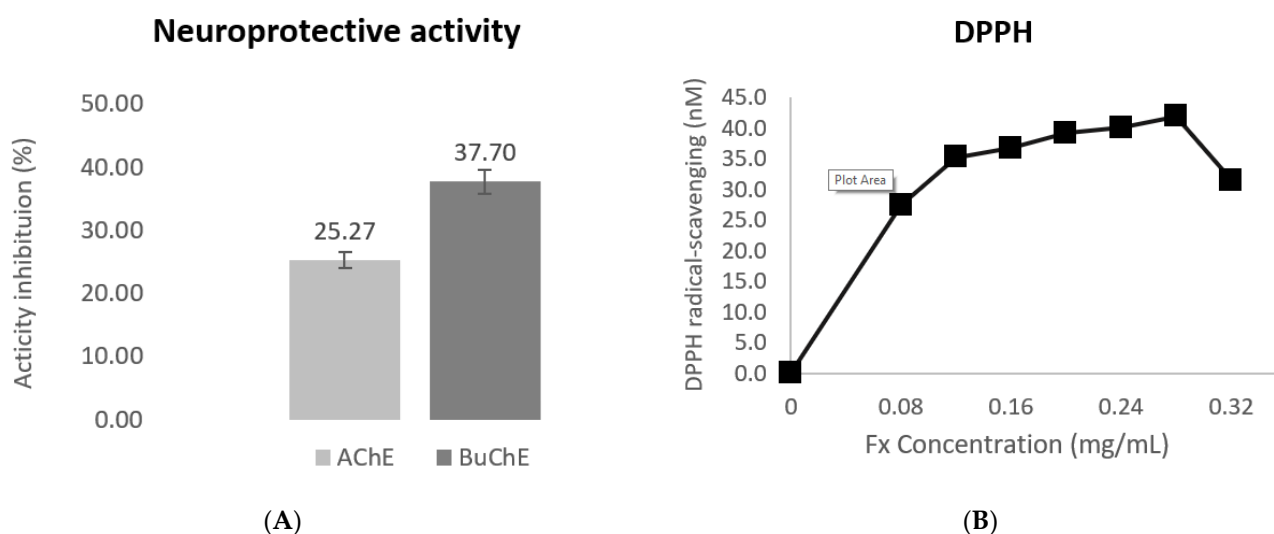 Neuroprotective activity
Acticity inhibituion (%)
50.00
40.00
30.00
20.00
10.00
0.00
25.27
37.70
AChE
BuChE
(A)
DPPH
DPPH radical-scavenging (nM)
45.0
40.0
35.0
30.0
25.0
20.0
15.0
10.0
5.0
0.0
Plot Area
0 0.08 0.16 0.24 0.32
Fx Concentration (mg/mL)
(B)